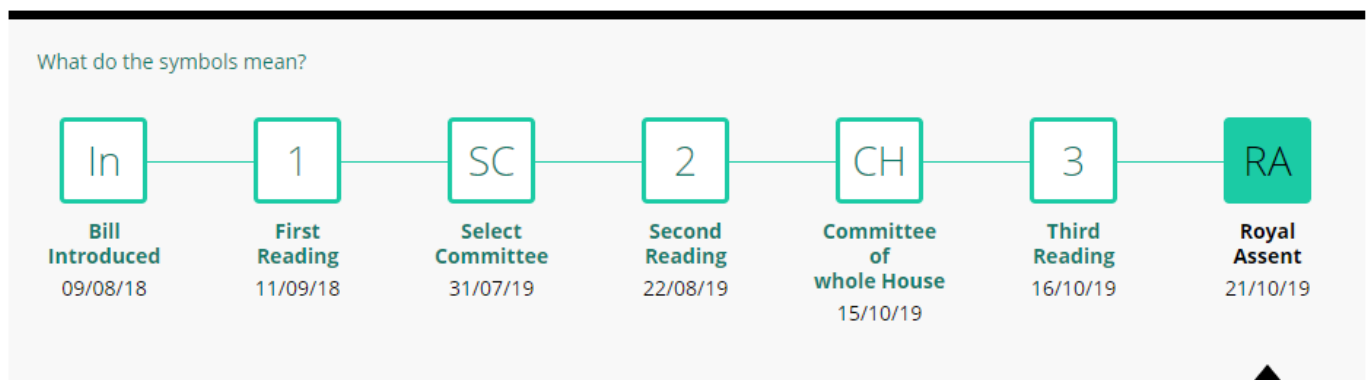 What do the symbols mean?
In
1
SC
2
CH
3
RA
Bill
Introduced
09/08/18
First
Reading
11/09/18
Select
Committee
31/07/19
Second
Reading
22/08/19
Committee
of
whole House
15/10/19
Third
Reading
16/10/19
Royal
Assent
21/10/19